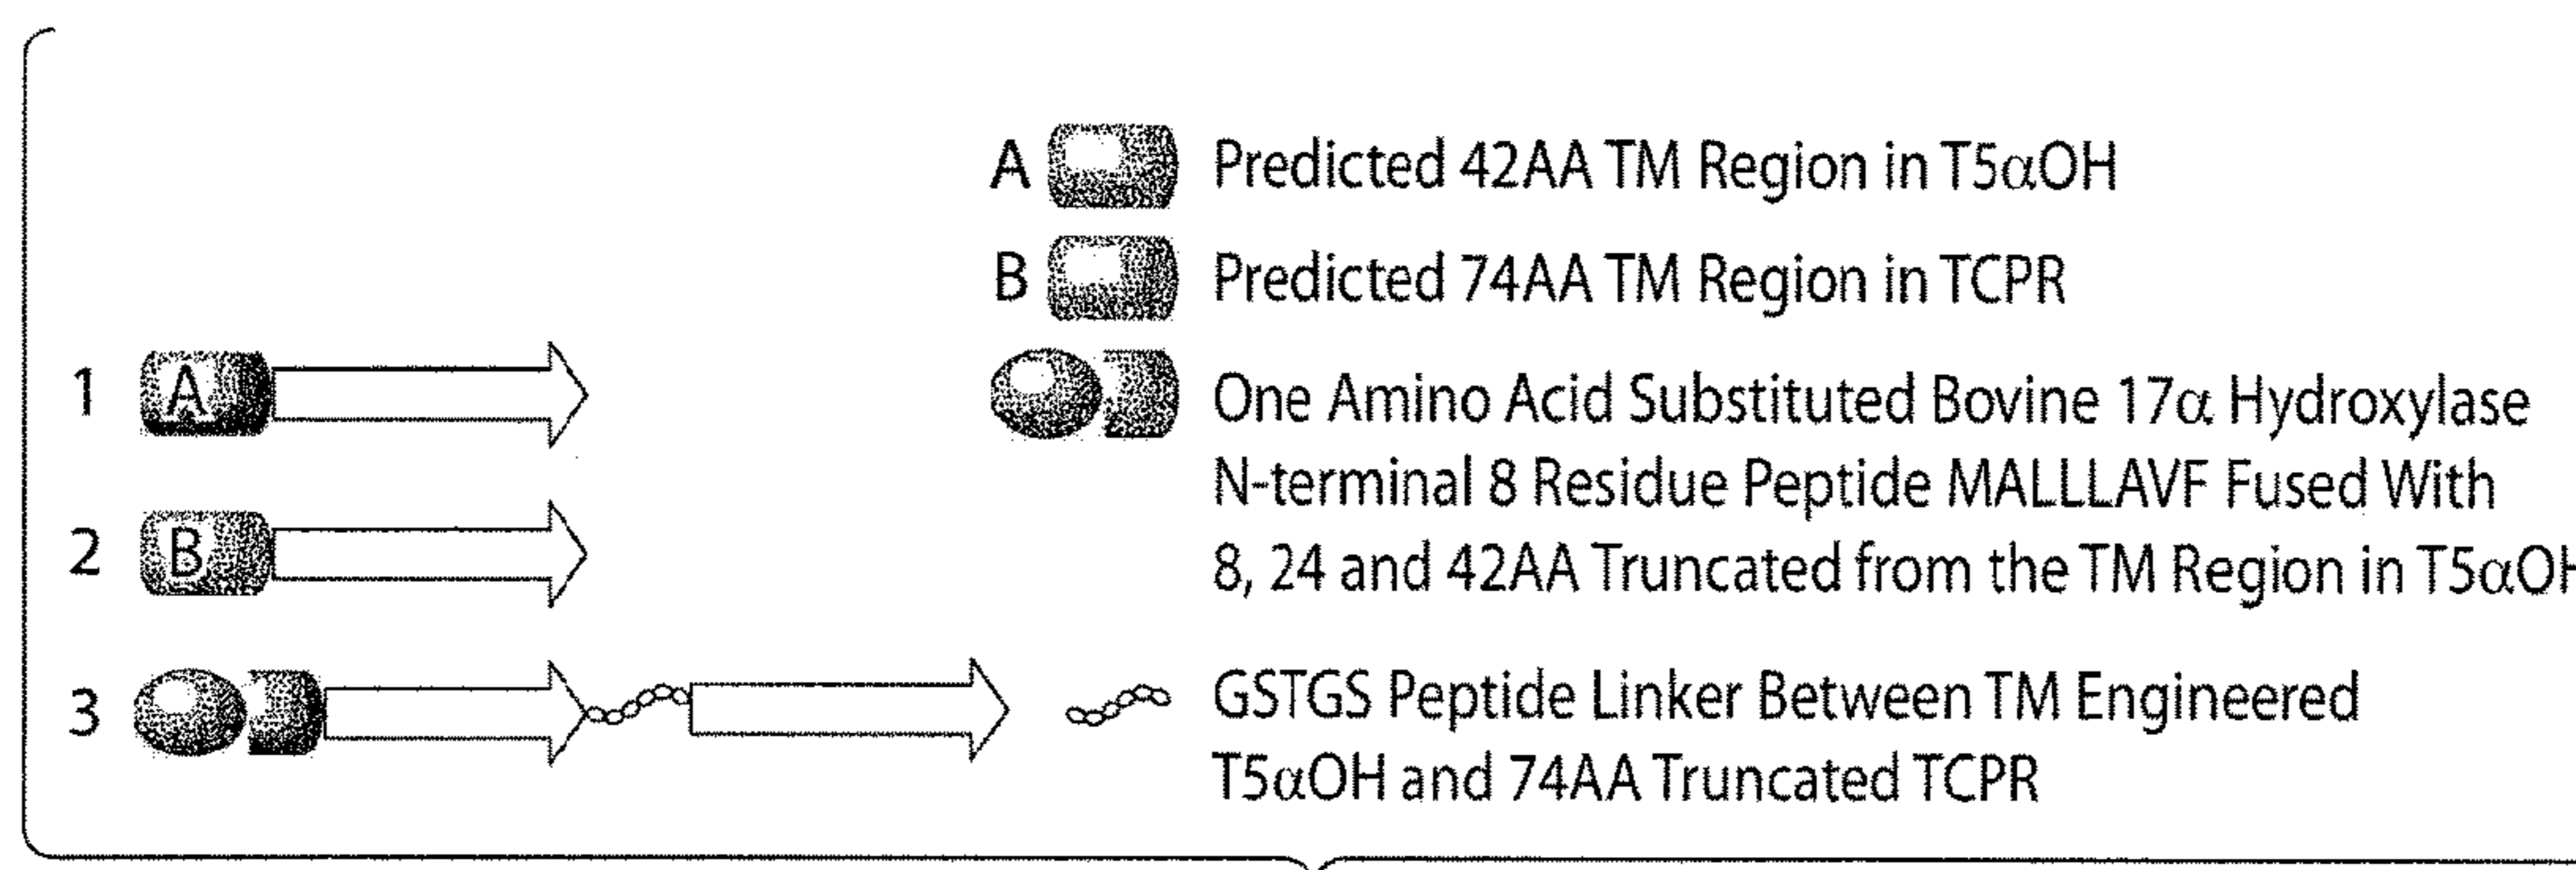 A Predicted 42AA TM Region in T5αOH
B Predicted 74AA TM Region in TCPR
1 A
One Amino Acid Substituted Bovine 17α Hydroxylase
N-terminal 8 Residue Peptide MALLLAVF Fused With
2 B
8, 24 and 42AA Truncated from the TM Region in T5αOH
3
GSTGS Peptide Linker Between TM Engineered
T5αOH and 74AA Truncated TCPR